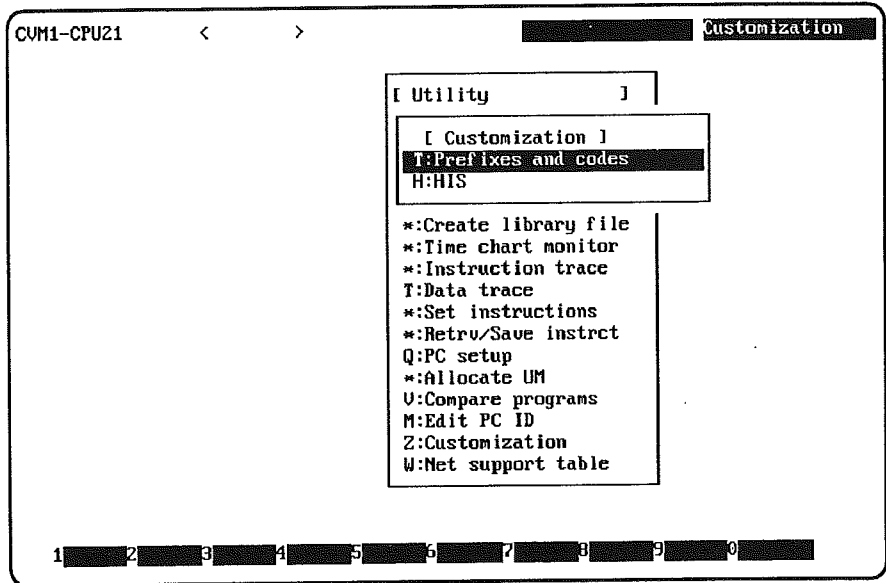 CVM1-CPU21 < > Customization
[ Utility ]
[ Customization ]
T:Prefixes and codes
H:HIS
*:Create library file
*:Time chart monitor
*:Instruction trace
T:Data trace
*:Set instructions
*:Retrv/Save instrct
Q:PC setup
*:Allocate UM
V:Compare programs
M:Edit PC ID
Z:Customization
W:Net support table
1 2 3 4 5 6 7 8 9 0